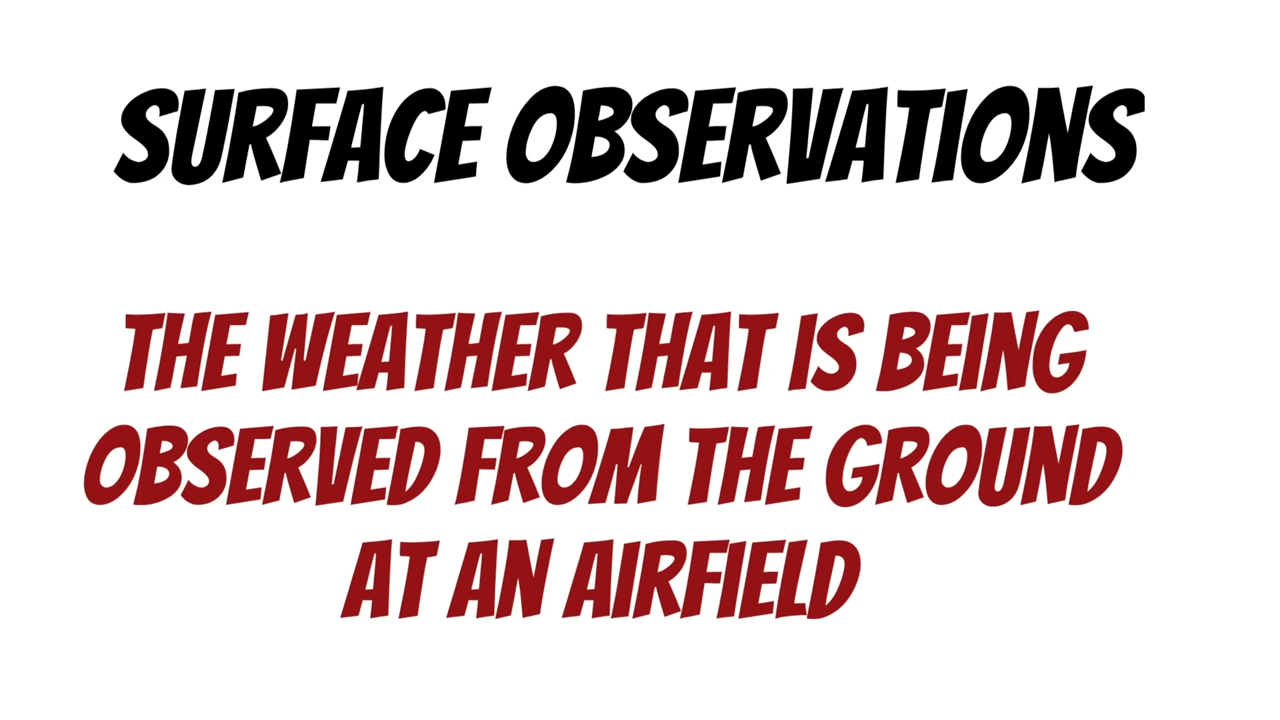 SURFACE OBSERVATIONS
THE WEATHER THAT IS BEING
OBSERVED FROM THE GROUND
AT AN AIRFIELD